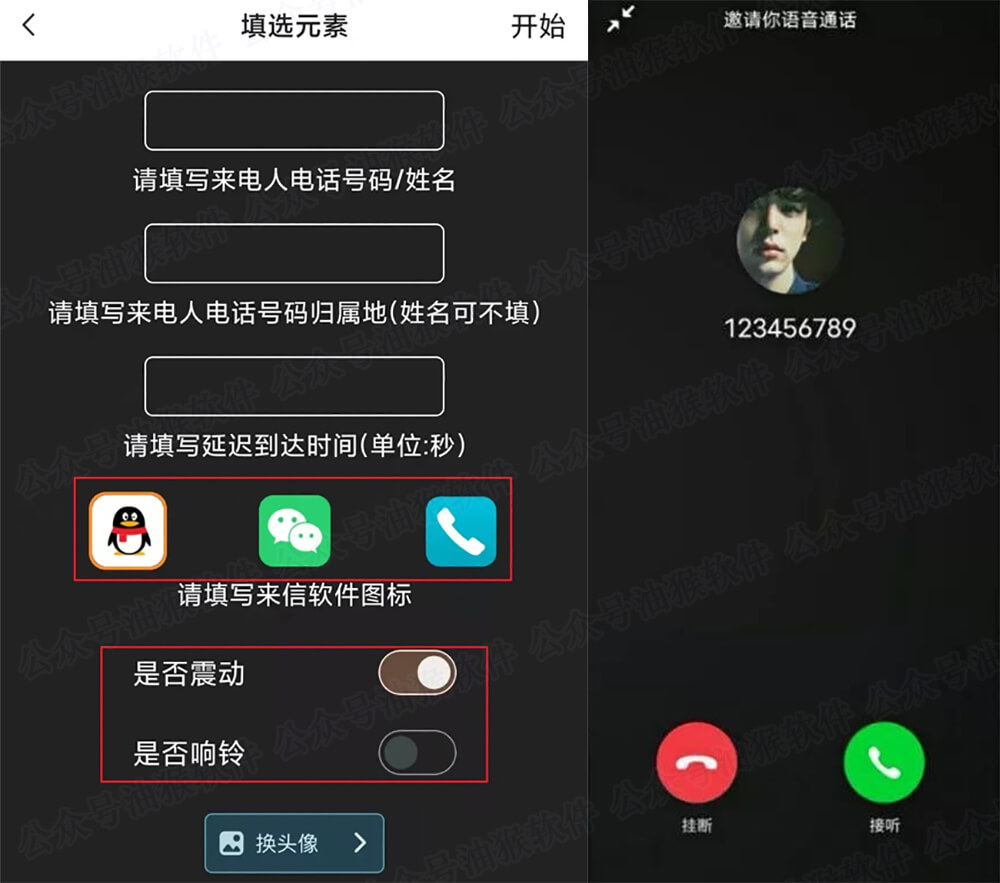 填选元素
开始
请填写来电人电话号码/姓名
请填写来电人电话号码归属地(姓名可不填)
请填写延迟到达时间(单位:秒)
请填写来信软件图标
是否震动
是否响铃
换头像
邀请你语音通话
123456789
挂断
接听
公众号油猴软件